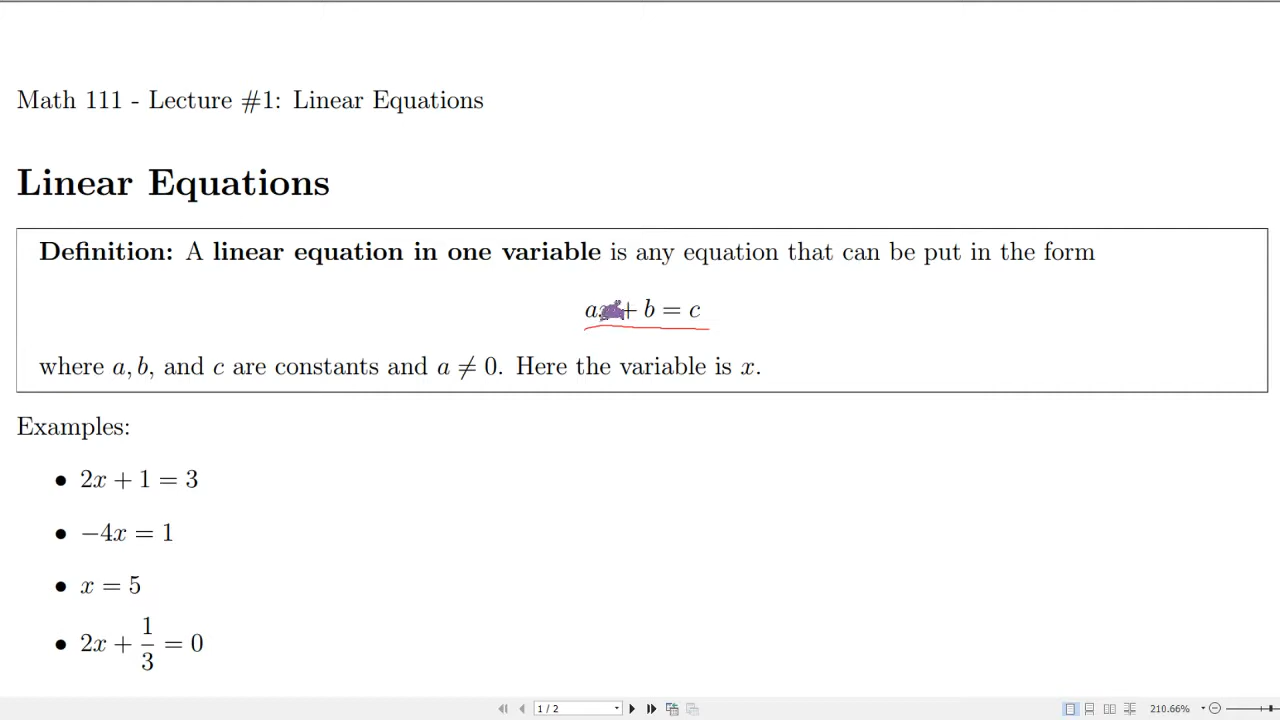 Math 111 - Lecture #1: Linear Equations
Linear Equations
Definition: A linear equation in one variable is any equation that can be put in the form
ax + b = c
where a, b, and c are constants and a ≠ 0. Here the variable is x.
Examples:
• 2x + 1 = 3
• −4x = 1
• x = 5
• 2x + 1/3 = 0
1 / 2
210.66%